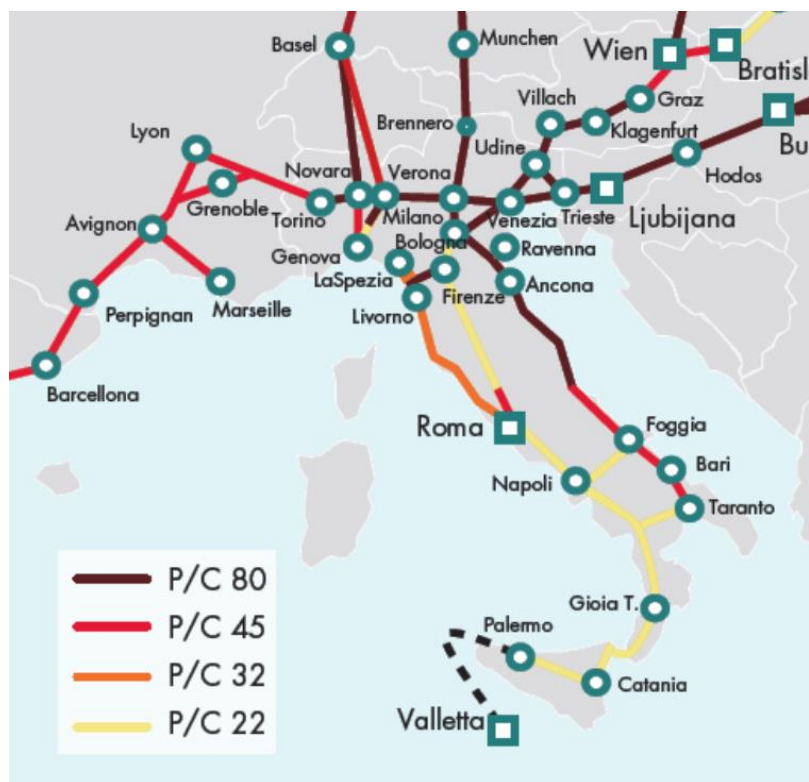 Basel
Munchen
Wien
Bratisl
Villach
Graz
Lyon
Brennero
Klagenfurt
Bu
Udine
Hodos
Novara
Verona
Grenoble
Torino
Milano
Venezia
Trieste
Ljubijana
Avignon
Genova
Bologna
Ravenna
LaSpezia
Firenze
Ancona
Perpignan
Marseille
Livorno
Barcellona
Roma
Foggia
Bari
Napoli
Taranto
P/C 80
P/C 45
Gioia T.
Palermo
P/C 32
Catania
P/C 22
Valletta